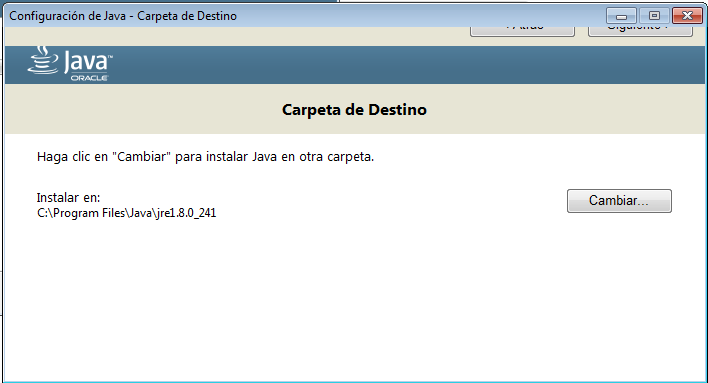 Configuración de Java - Carpeta de Destino
< Atrás
Siguiente >
Java™
ORACLE
Carpeta de Destino
Haga clic en "Cambiar" para instalar Java en otra carpeta.
Instalar en:
C:\Program Files\Java\jre1.8.0_241
Cambiar...